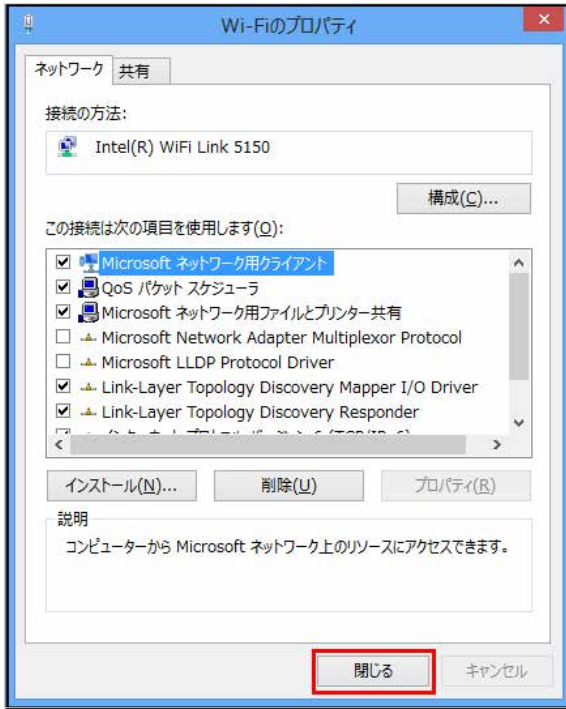 Wi-Fiのプロパティ
ネットワーク 共有
接続の方法:
Intel(R) WiFi Link 5150
構成(C)...
この接続は次の項目を使用します(O):
Microsoft ネットワーク用クライアント
QoS パケット スケジューラ
Microsoft ネットワーク用ファイルとプリンター共有
Microsoft Network Adapter Multiplexor Protocol
Microsoft LLDP Protocol Driver
Link-Layer Topology Discovery Mapper I/O Driver
Link-Layer Topology Discovery Responder
インストール(N)... 削除(U) プロパティ(R)
説明
コンピューターから Microsoft ネットワーク上のリソースにアクセスできます。
閉じる キャンセル